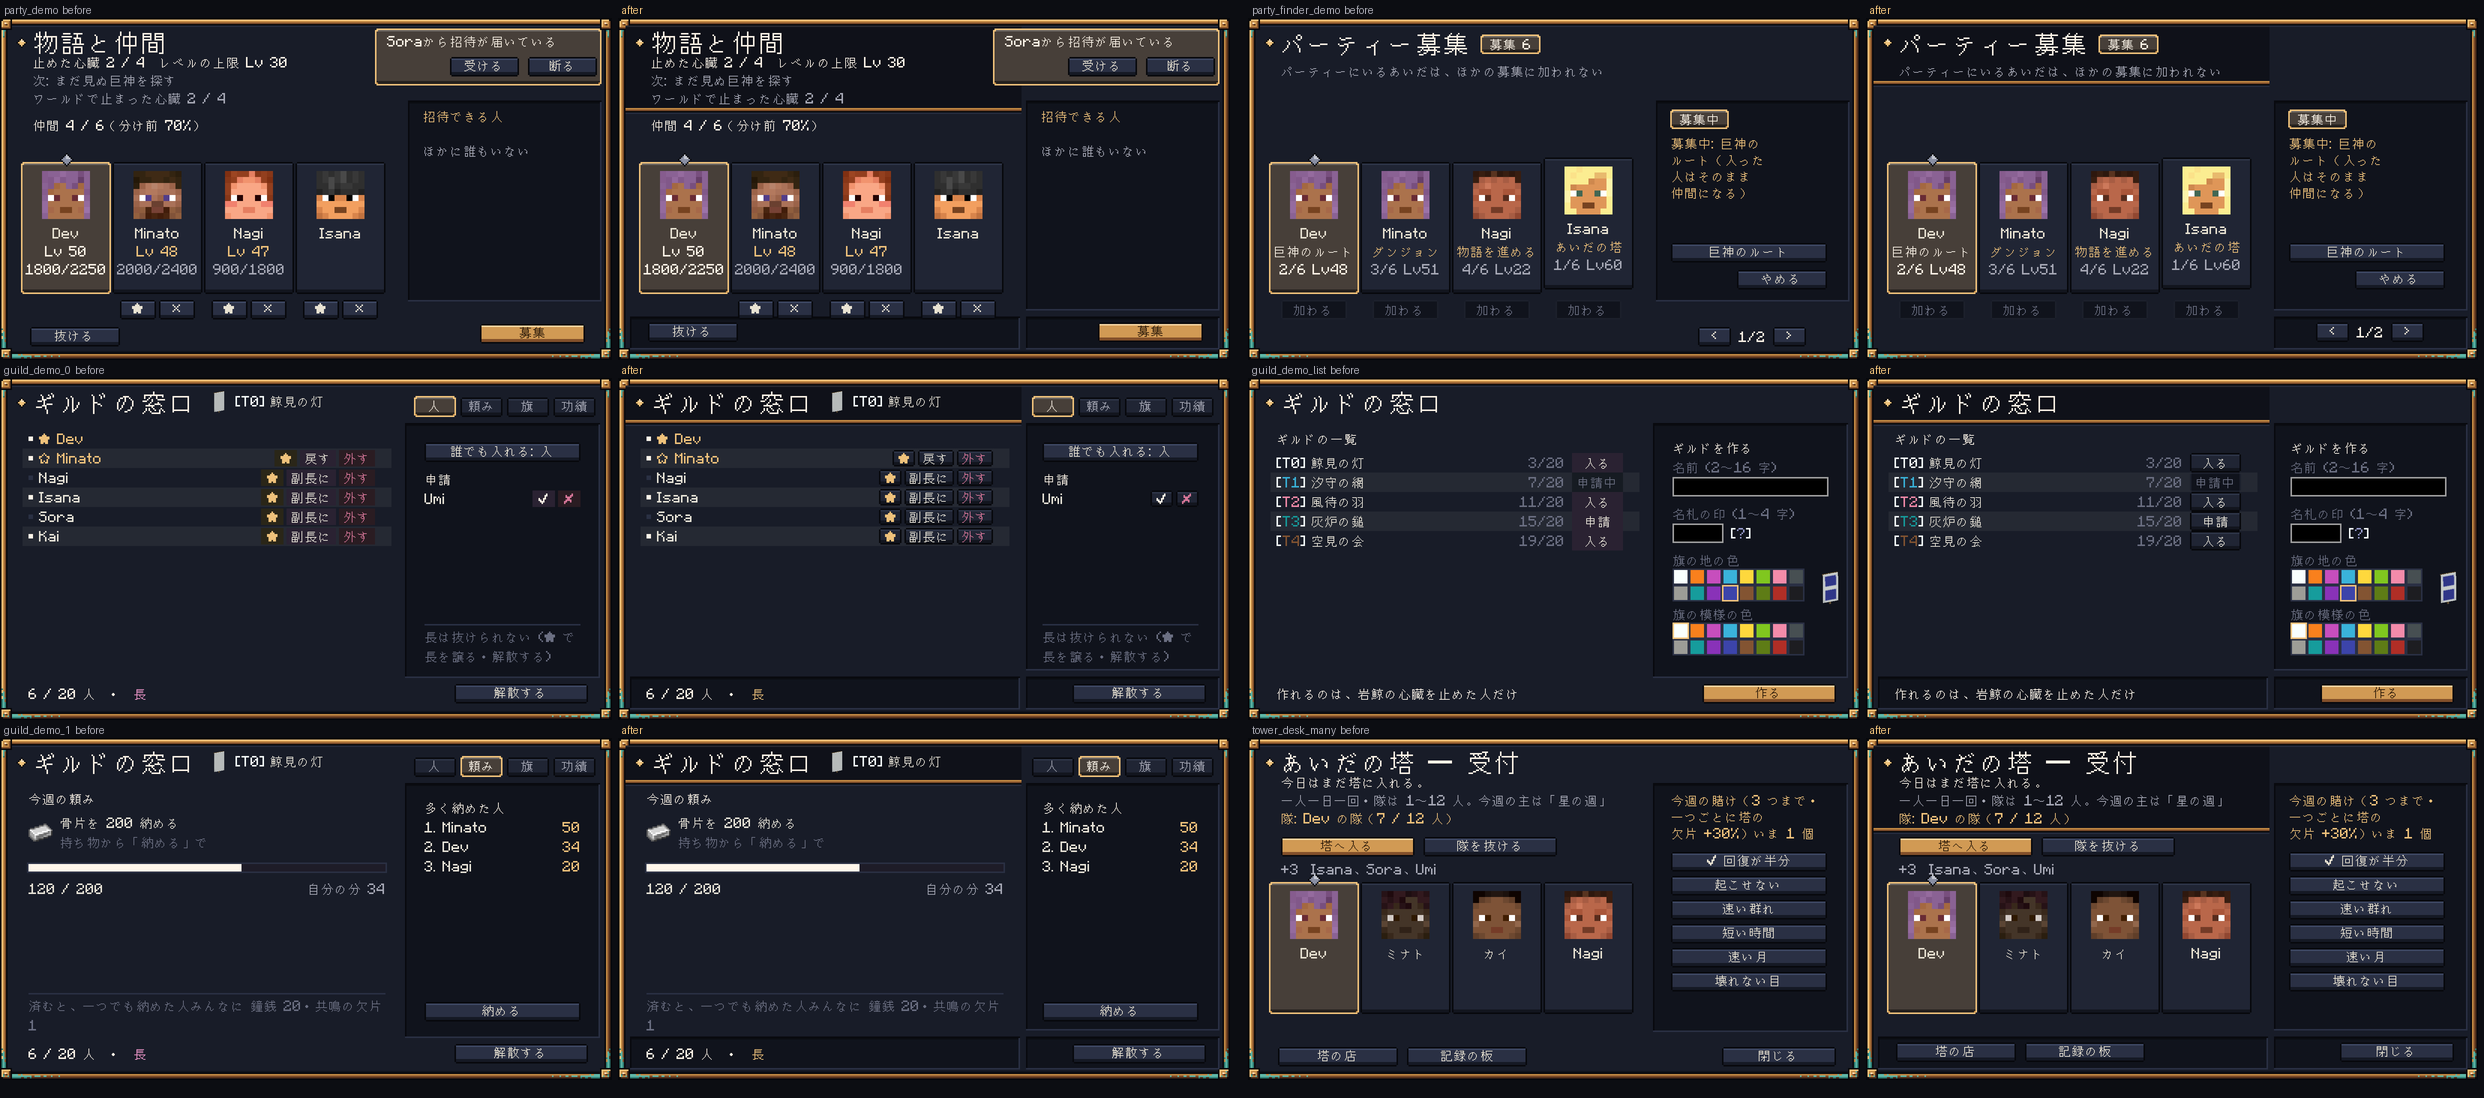 party_demo before
物語と仲間
止めた心臓 2 / 4 レベルの上限 Lv 30
次: まだ見ぬ巨神を探す
ワールドで止まった心臓 2 / 4
仲間 4 / 6（分け前 70%）
Soraから招待が届いている
受ける 断る
招待できる人
ほかに誰もいない
Dev Minato Nagi Isana
Lv 50 Lv 48 Lv 47
1800/2250 2000/2400 900/1800
抜ける 募集
after
物語と仲間
止めた心臓 2 / 4 レベルの上限 Lv 30
次: まだ見ぬ巨神を探す
ワールドで止まった心臓 2 / 4
仲間 4 / 6（分け前 70%）
Soraから招待が届いている
受ける 断る
招待できる人
ほかに誰もいない
Dev Minato Nagi Isana
Lv 50 Lv 48 Lv 47
1800/2250 2000/2400 900/1800
抜ける 募集
party_finder_demo before
パーティー募集 募集 6
パーティーにいるあいだは、ほかの募集に加われない
Dev Minato Nagi Isana
巨神のルート ダンジョン 物語を進める あいだの塔
2/6 Lv48 3/6 Lv51 4/6 Lv22 1/6 Lv60
加わる 加わる 加わる 加わる
募集中
募集中: 巨神の
ルート（入った
人はそのまま
仲間になる）
巨神のルート
やめる
< 1/2 >
after
パーティー募集 募集 6
パーティーにいるあいだは、ほかの募集に加われない
Dev Minato Nagi Isana
巨神のルート ダンジョン 物語を進める あいだの塔
2/6 Lv48 3/6 Lv51 4/6 Lv22 1/6 Lv60
加わる 加わる 加わる 加わる
募集中
募集中: 巨神の
ルート（入った
人はそのまま
仲間になる）
巨神のルート
やめる
< 1/2 >
guild_demo_0 before
ギルドの窓口 [T0] 鯨見の灯
人 頼み 旗 功績
★ Dev
☆ Minato ★ 戻す 外す
Nagi ★ 副長に 外す
Isana ★ 副長に 外す
Sora ★ 副長に 外す
Kai ★ 副長に 外す
誰でも入れる: 入
申請
Umi ✓ ✗
長は抜けられない（★ で
長を譲る・解散する）
6 / 20 人 ・ 長
解散する
after
ギルドの窓口 [T0] 鯨見の灯
人 頼み 旗 功績
★ Dev
☆ Minato ★ 戻す 外す
Nagi ★ 副長に 外す
Isana ★ 副長に 外す
Sora ★ 副長に 外す
Kai ★ 副長に 外す
誰でも入れる: 入
申請
Umi ✓ ✗
長は抜けられない（★ で
長を譲る・解散する）
6 / 20 人 ・ 長
解散する
guild_demo_list before
ギルドの窓口
ギルドの一覧
[T0] 鯨見の灯 3/20 入る
[T1] 汐守の網 7/20 申請中
[T2] 風待の羽 11/20 入る
[T3] 灰炉の鎚 15/20 申請
[T4] 空見の会 19/20 入る
ギルドを作る
名前（2〜16 字）
名札の印（1〜4 字）
[?]
旗の地の色
旗の模様の色
作れるのは、岩鯨の心臓を止めた人だけ
作る
after
ギルドの窓口
ギルドの一覧
[T0] 鯨見の灯 3/20 入る
[T1] 汐守の網 7/20 申請中
[T2] 風待の羽 11/20 入る
[T3] 灰炉の鎚 15/20 申請
[T4] 空見の会 19/20 入る
ギルドを作る
名前（2〜16 字）
名札の印（1〜4 字）
[?]
旗の地の色
旗の模様の色
作れるのは、岩鯨の心臓を止めた人だけ
作る
guild_demo_1 before
ギルドの窓口 [T0] 鯨見の灯
人 頼み 旗 功績
今週の頼み
骨片を 200 納める
持ち物から「納める」で
120 / 200 自分の分 34
済むと、一つでも納めた人みんなに 鐘銭 20・共鳴の欠片
1
多く納めた人
1. Minato 50
2. Dev 34
3. Nagi 20
納める
6 / 20 人 ・ 長
解散する
after
ギルドの窓口 [T0] 鯨見の灯
人 頼み 旗 功績
今週の頼み
骨片を 200 納める
持ち物から「納める」で
120 / 200 自分の分 34
済むと、一つでも納めた人みんなに 鐘銭 20・共鳴の欠片
1
多く納めた人
1. Minato 50
2. Dev 34
3. Nagi 20
納める
6 / 20 人 ・ 長
解散する
tower_desk_many before
あいだの塔 ー 受付
今日はまだ塔に入れる。
一人一日一回・隊は 1〜12 人。今週の主は「星の週」
隊: Dev の隊（7 / 12 人）
塔へ入る 隊を抜ける
+3 Isana、Sora、Umi
Dev ミナト カイ Nagi
今週の賭け（3 つまで・
一つごとに塔の
欠片 +30%）いま 1 個
✓ 回復が半分
起こせない
速い群れ
短い時間
速い月
壊れない目
塔の店 記録の板 閉じる
after
あいだの塔 ー 受付
今日はまだ塔に入れる。
一人一日一回・隊は 1〜12 人。今週の主は「星の週」
隊: Dev の隊（7 / 12 人）
塔へ入る 隊を抜ける
+3 Isana、Sora、Umi
Dev ミナト カイ Nagi
今週の賭け（3 つまで・
一つごとに塔の
欠片 +30%）いま 1 個
✓ 回復が半分
起こせない
速い群れ
短い時間
速い月
壊れない目
塔の店 記録の板 閉じる